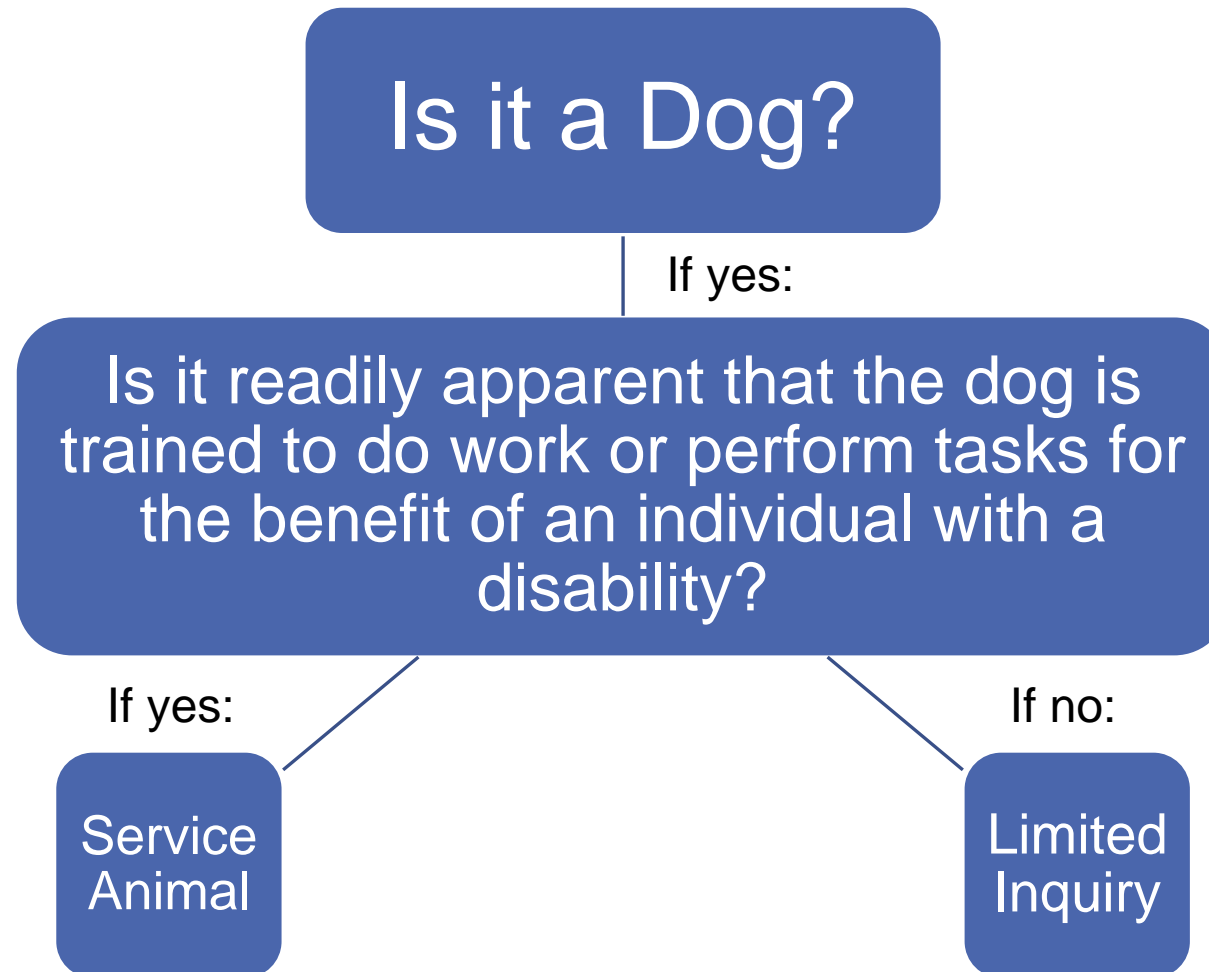 Is it a Dog?
If yes:
Is it readily apparent that the dog is
trained to do work or perform tasks for
the benefit of an individual with a
disability?
If yes:
If no:
Service
Animal
Limited
Inquiry